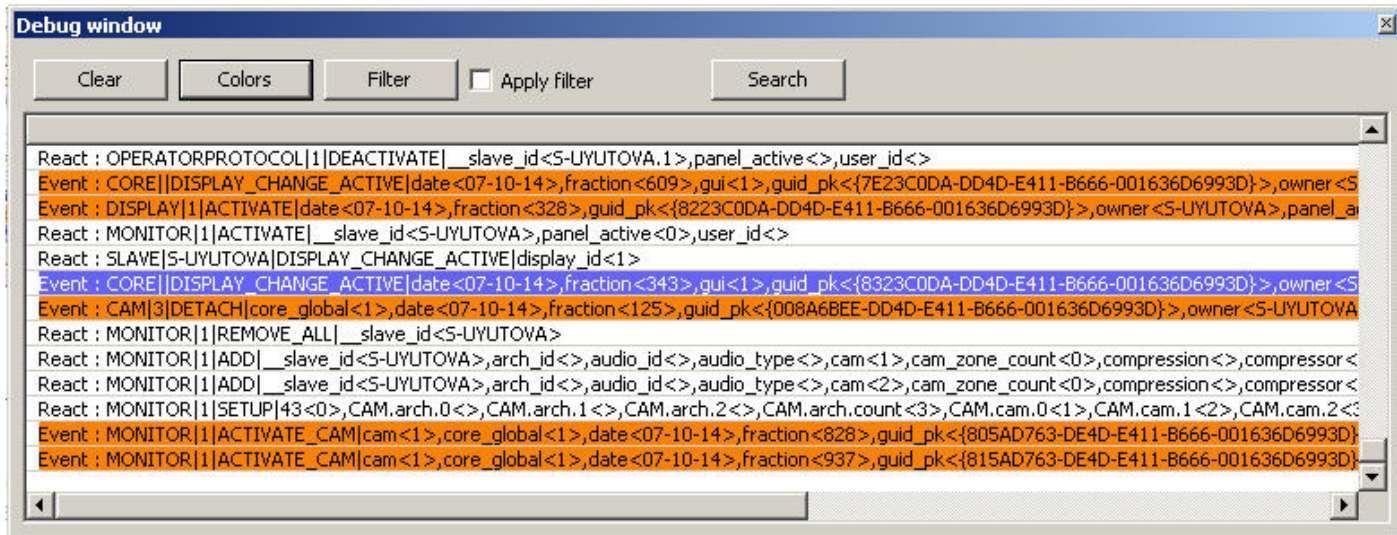 Debug window
Clear Colors Filter Apply filter Search
React : OPERATORPROTOCOL|1|DEACTIVATE|__slave_id<S-UYUTOVA.1>,panel_active<>,user_id<>
Event : CORE||DISPLAY_CHANGE_ACTIVE|date<07-10-14>,fraction<609>,gui<1>,guid_pk<{7E23C0DA-DD4D-E411-B666-001636D6993D}>,owner<S
Event : DISPLAY|1|ACTIVATE|date<07-10-14>,fraction<328>,guid_pk<{8223C0DA-DD4D-E411-B666-001636D6993D}>,owner<S-UYUTOVA>,panel_a
React : MONITOR|1|ACTIVATE|__slave_id<S-UYUTOVA>,panel_active<0>,user_id<>
React : SLAVE|S-UYUTOVA|DISPLAY_CHANGE_ACTIVE|display_id<1>
Event : CORE||DISPLAY_CHANGE_ACTIVE|date<07-10-14>,fraction<343>,gui<1>,guid_pk<{8323C0DA-DD4D-E411-B666-001636D6993D}>,owner<S
Event : CAM|3|DETACH|core_global<1>,date<07-10-14>,fraction<125>,guid_pk<{008A6BEE-DD4D-E411-B666-001636D6993D}>,owner<S-UYUTOVA
React : MONITOR|1|REMOVE_ALL|__slave_id<S-UYUTOVA>
React : MONITOR|1|ADD|__slave_id<S-UYUTOVA>,arch_id<>,audio_id<>,audio_type<>,cam<1>,cam_zone_count<0>,compression<>,compressor<
React : MONITOR|1|ADD|__slave_id<S-UYUTOVA>,arch_id<>,audio_id<>,audio_type<>,cam<2>,cam_zone_count<0>,compression<>,compressor<
React : MONITOR|1|SETUP|43<0>,CAM.arch.0<>,CAM.arch.1<>,CAM.arch.2<>,CAM.arch.count<3>,CAM.cam.0<1>,CAM.cam.1<2>,CAM.cam.2<3
Event : MONITOR|1|ACTIVATE_CAM|cam<1>,core_global<1>,date<07-10-14>,fraction<828>,guid_pk<{805AD763-DE4D-E411-B666-001636D6993D}
Event : MONITOR|1|ACTIVATE_CAM|cam<1>,core_global<1>,date<07-10-14>,fraction<937>,guid_pk<{815AD763-DE4D-E411-B666-001636D6993D}